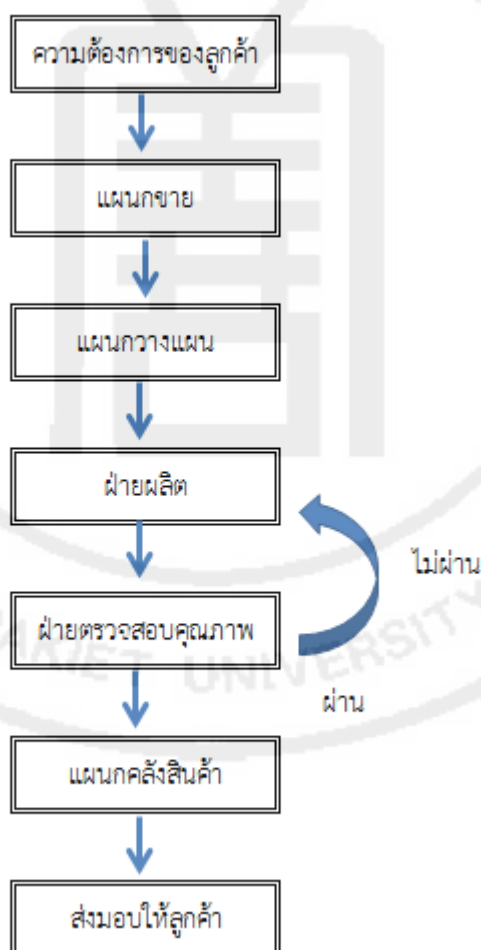 ความต้องการของลูกค้า
แผนกขาย
แผนกวางแผน
ฝ่ายผลิต
ไม่ผ่าน
ฝ่ายตรวจสอบคุณภาพ
ผ่าน
แผนกคลังสินค้า
ส่งมอบให้ลูกค้า
UNIVERSITY